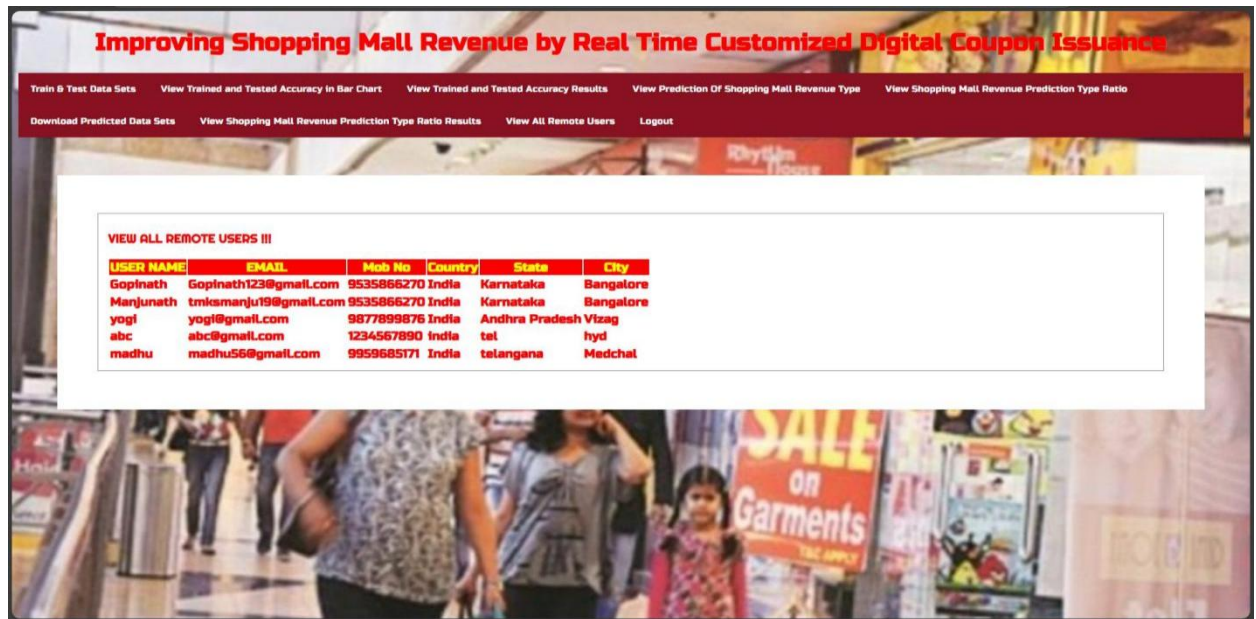 Improving Shopping Mall Revenue by Real Time Customized Digital Coupon Issuance
Train & Test Data Sets View Trained and Tested Accuracy in Bar Chart View Trained and Tested Accuracy Results View Prediction Of Shopping Mall Revenue Type View Shopping Mall Revenue Prediction Type Ratio
Download Predicted Data Sets View Shopping Mall Revenue Prediction Type Ratio Results View All Remote Users Logout
Rhythm
House
VIEW ALL REMOTE USERS !!!
USER NAME EMAIL Mob No Country State City
Gopinath Gopinath123@gmail.com 9535866270 India Karnataka Bangalore
Manjunath tmksmanju19@gmail.com 9535866270 India Karnataka Bangalore
yogi yogi@gmail.com 9877899876 India Andhra Pradesh Vizag
abc abc@gmail.com 1234567890 india tel hyd
madhu madhu56@gmail.com 9959685171 India telangana Medchal
SALE
on
Garments
T&C APPLY